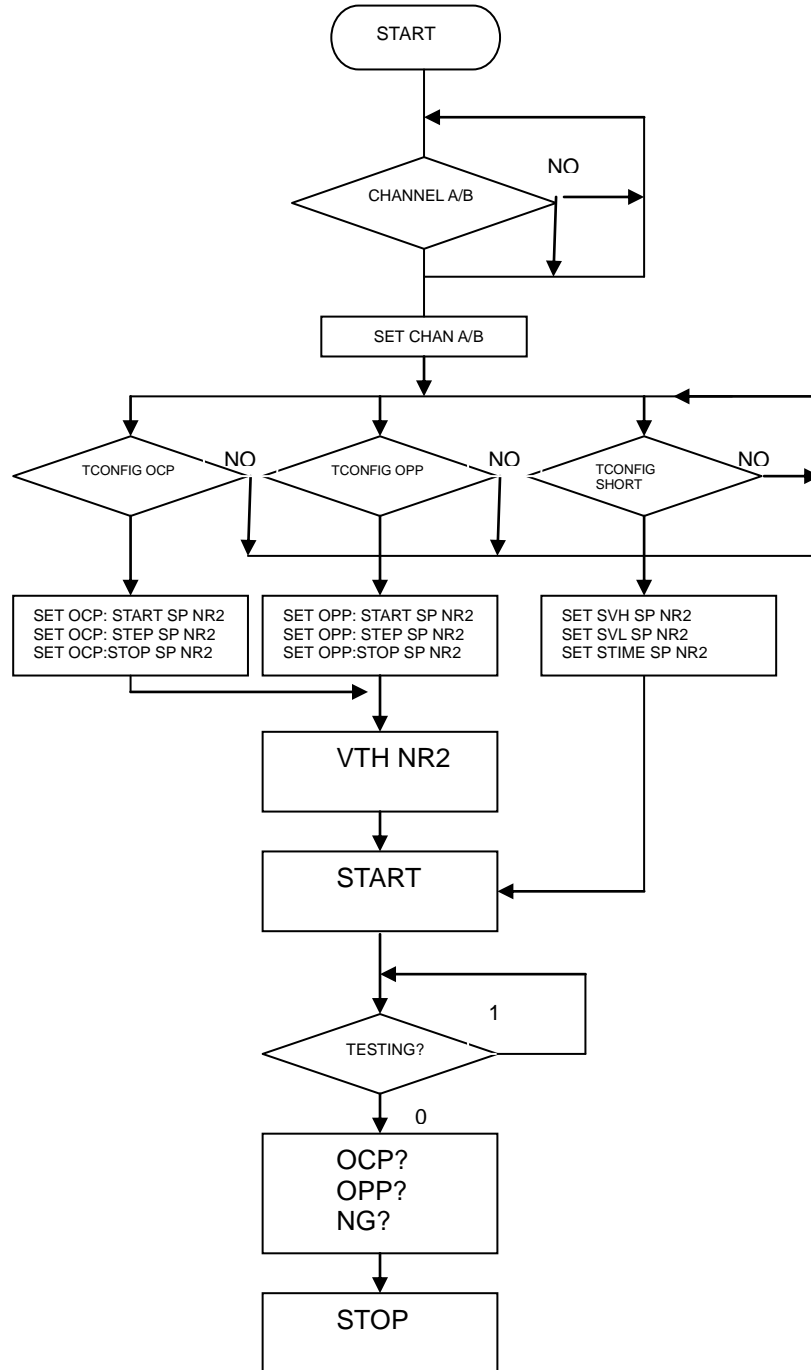 START
NO
CHANNEL A/B
SET CHAN A/B
TCONFIG OCP
NO
TCONFIG OPP
NO
TCONFIG
SHORT
NO
SET OCP: START SP NR2
SET OCP: STEP SP NR2
SET OCP:STOP SP NR2
SET OPP: START SP NR2
SET OPP: STEP SP NR2
SET OPP:STOP SP NR2
SET SVH SP NR2
SET SVL SP NR2
SET STIME SP NR2
VTH NR2
START
1
TESTING?
0
OCP?
OPP?
NG?
STOP